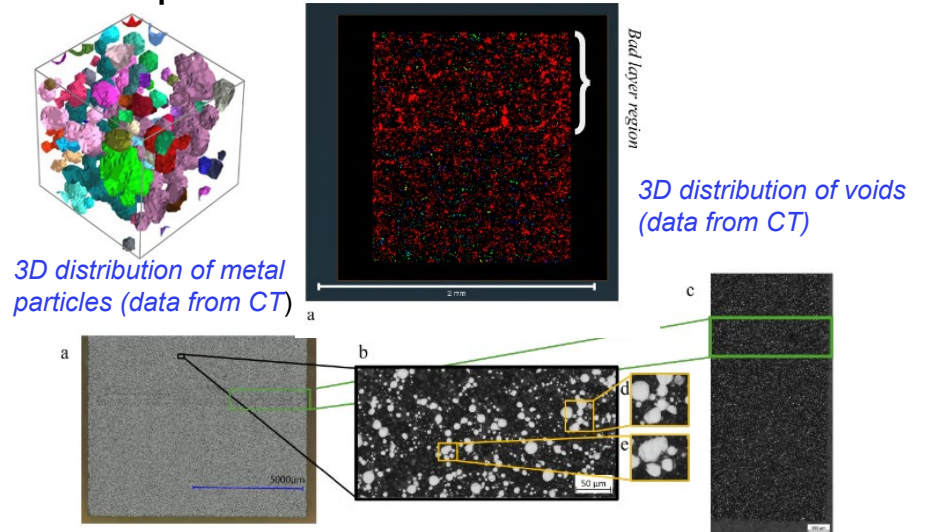 Bad layer region
3D distribution of voids
(data from CT)
3D distribution of metal
particles (data from CT)
2 mm
a
c
a
b
d
e
5000μm
50 μm